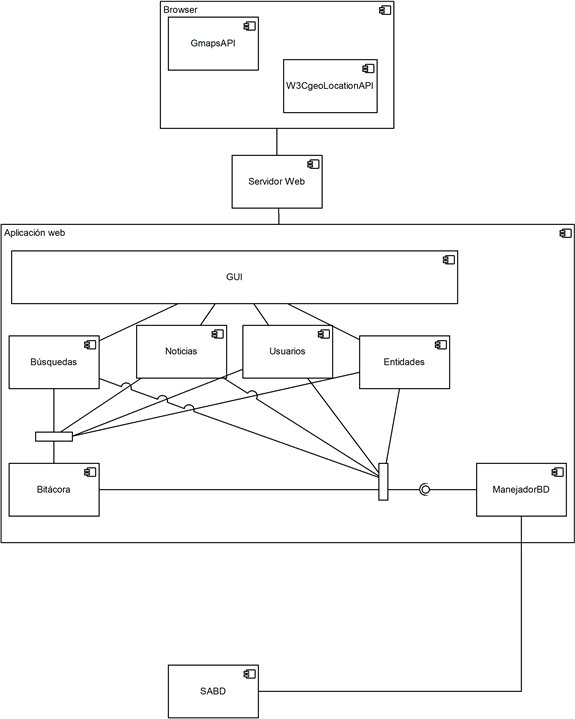 Browser
GmapsAPI
W3CgeoLocationAPI
Servidor Web
Aplicación web
GUI
Búsquedas
Noticias
Usuarios
Entidades
Bitácora
ManejadorBD
SABD